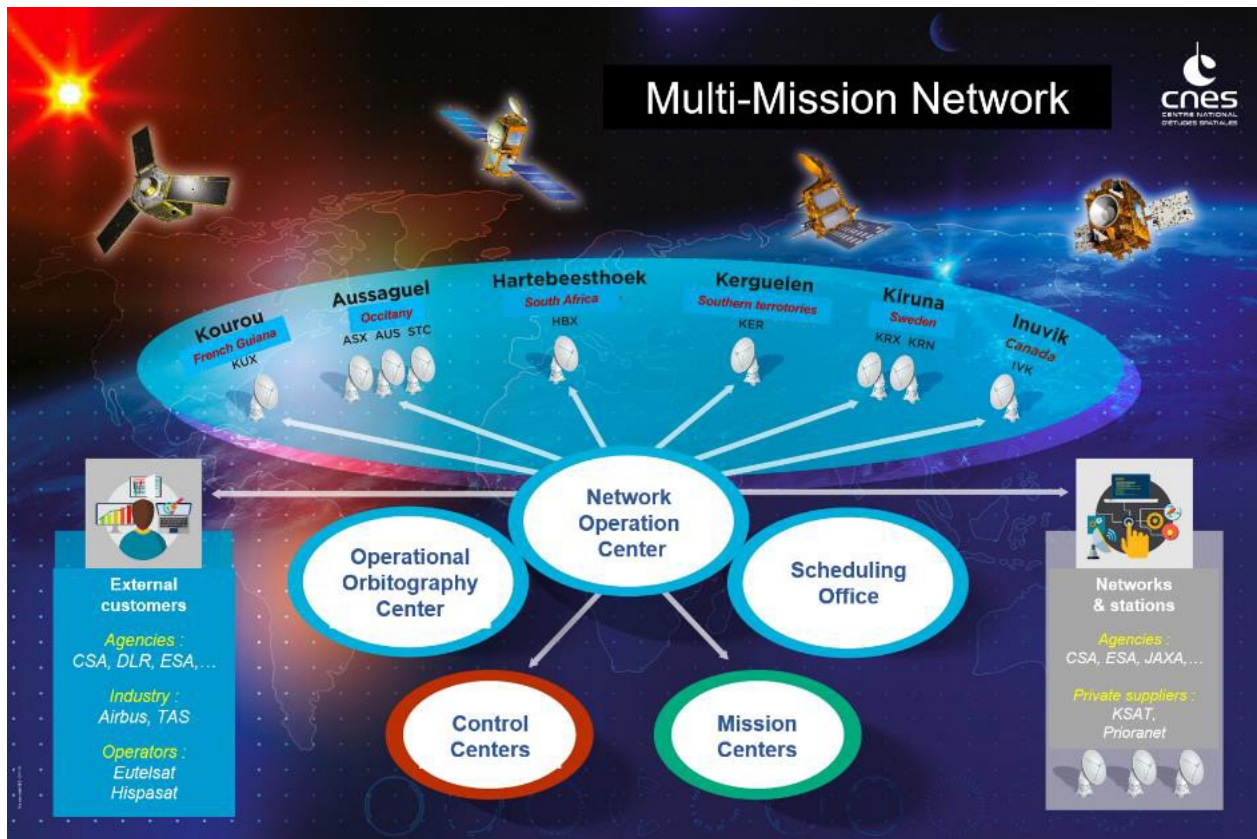 Multi-Mission Network
cnes
CENTRE NATIONAL
D'ÉTUDES SPATIALES
Kourou
French Guiana
KUX
Aussaguel
Occitany
ASX AUS STC
Hartebeesthoek
South Africa
HBX
Kerguelen
Southern terrotories
KER
Kiruna
Sweden
KRX KRN
Inuvik
Canada
IVK
Network
Operation
Center
Operational
Orbitography
Center
Scheduling
Office
Control
Centers
Mission
Centers
External
customers
Agencies :
CSA, DLR, ESA,...
Industry :
Airbus, TAS
Operators :
Eutelsat
Hispasat
Networks
& stations
Agencies :
CSA, ESA, JAXA,...
Private suppliers :
KSAT,
Prioranet